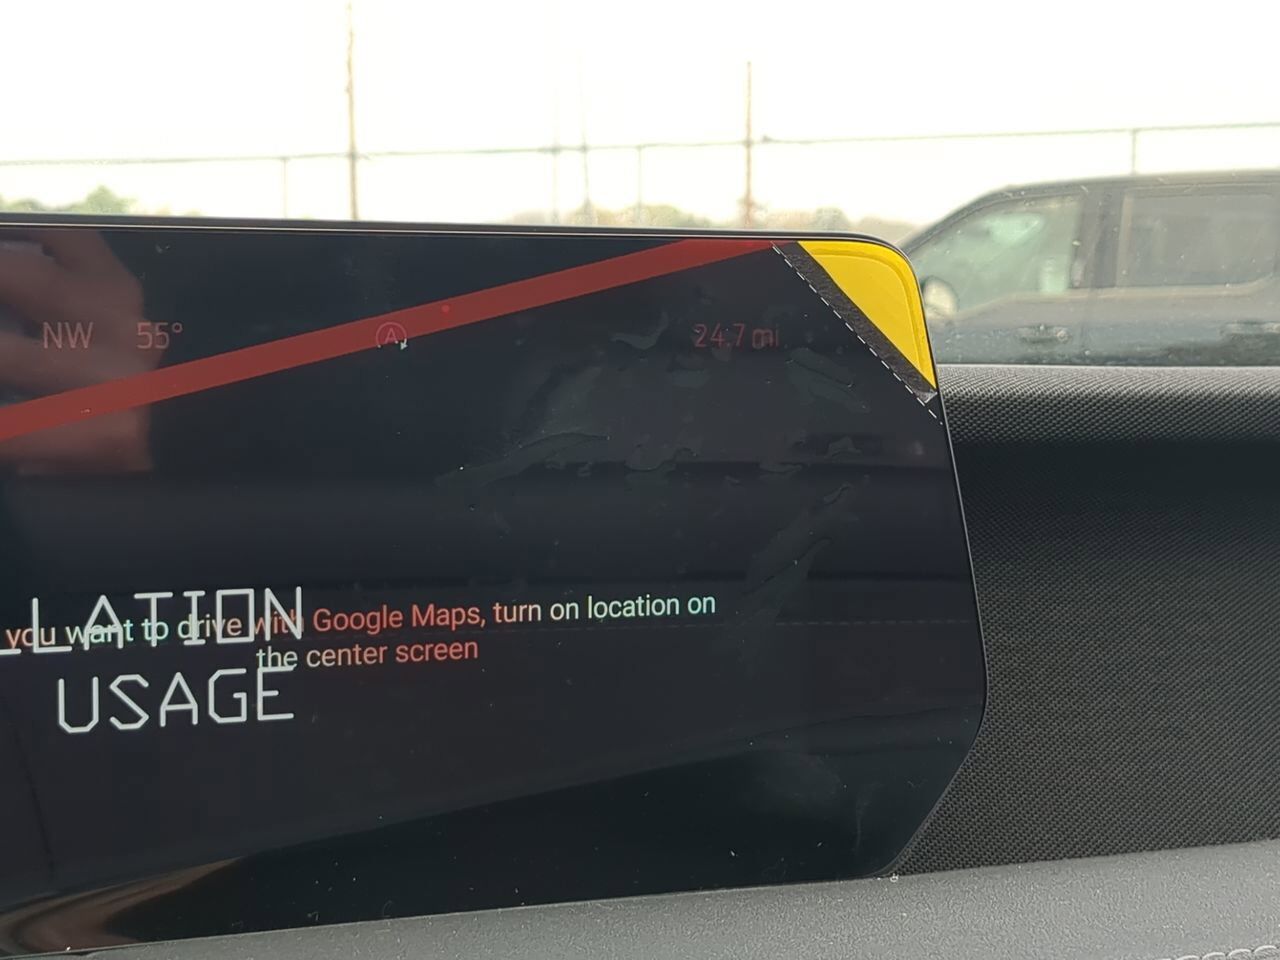 NW 55° A 24.7 mi
LATION
you want to drive with Google Maps, turn on location on
the center screen
USAGE